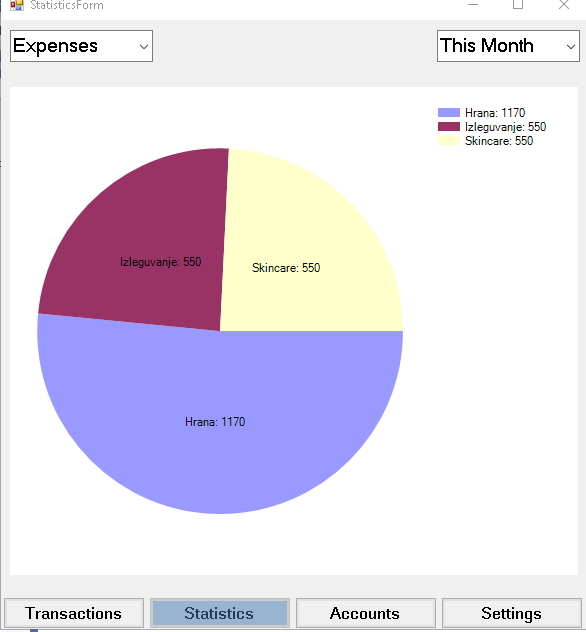 StatisticsForm
Expenses
This Month
Hrana: 1170
Izleguvanje: 550
Skincare: 550
Izleguvanje: 550
Skincare: 550
Hrana: 1170
Transactions
Statistics
Accounts
Settings